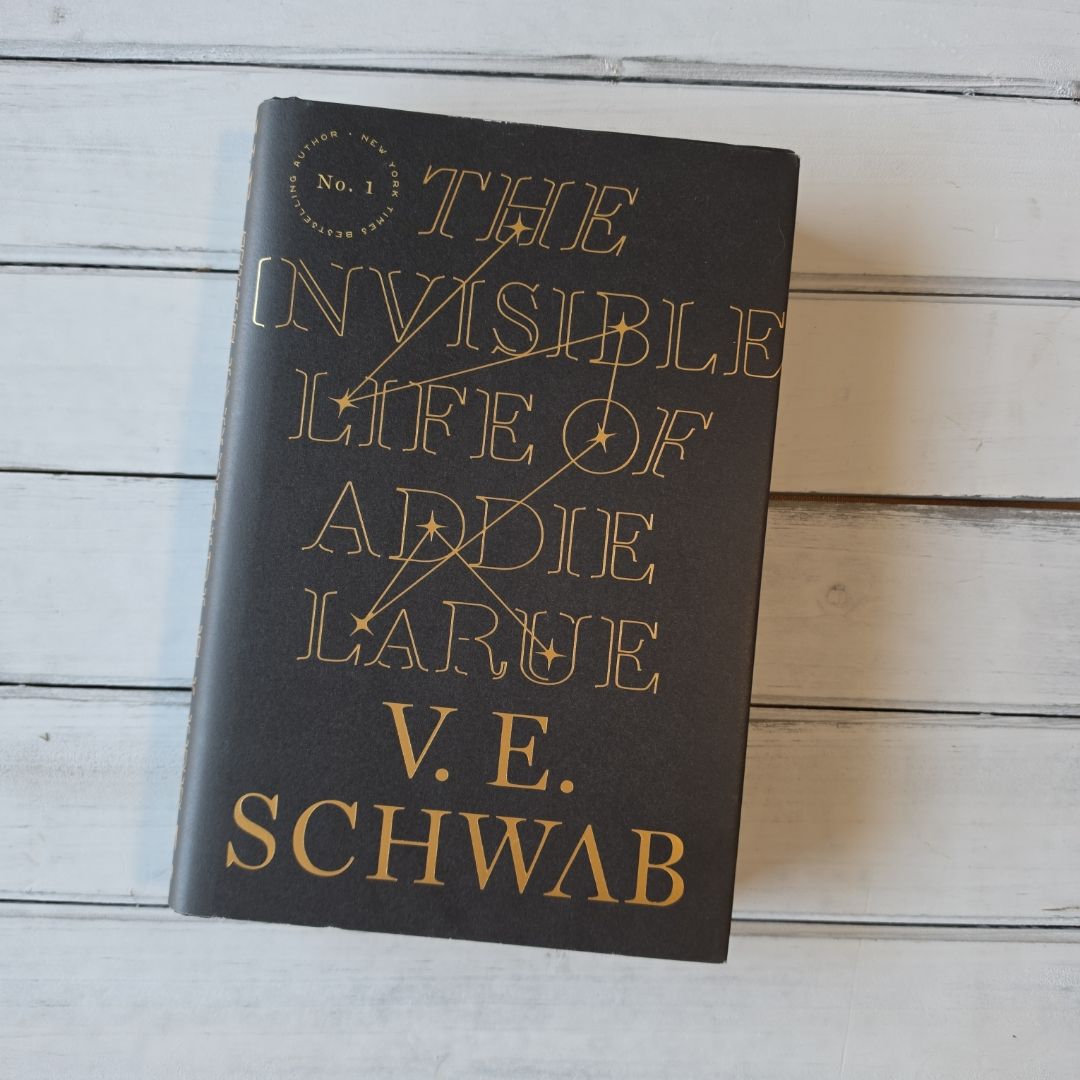 NEW YORK TIMES BESTSELLING AUTHOR ·
No. 1
THE
INVISIBLE
LIFE OF
ADDIE
LARUE
V. E.
SCHWAB